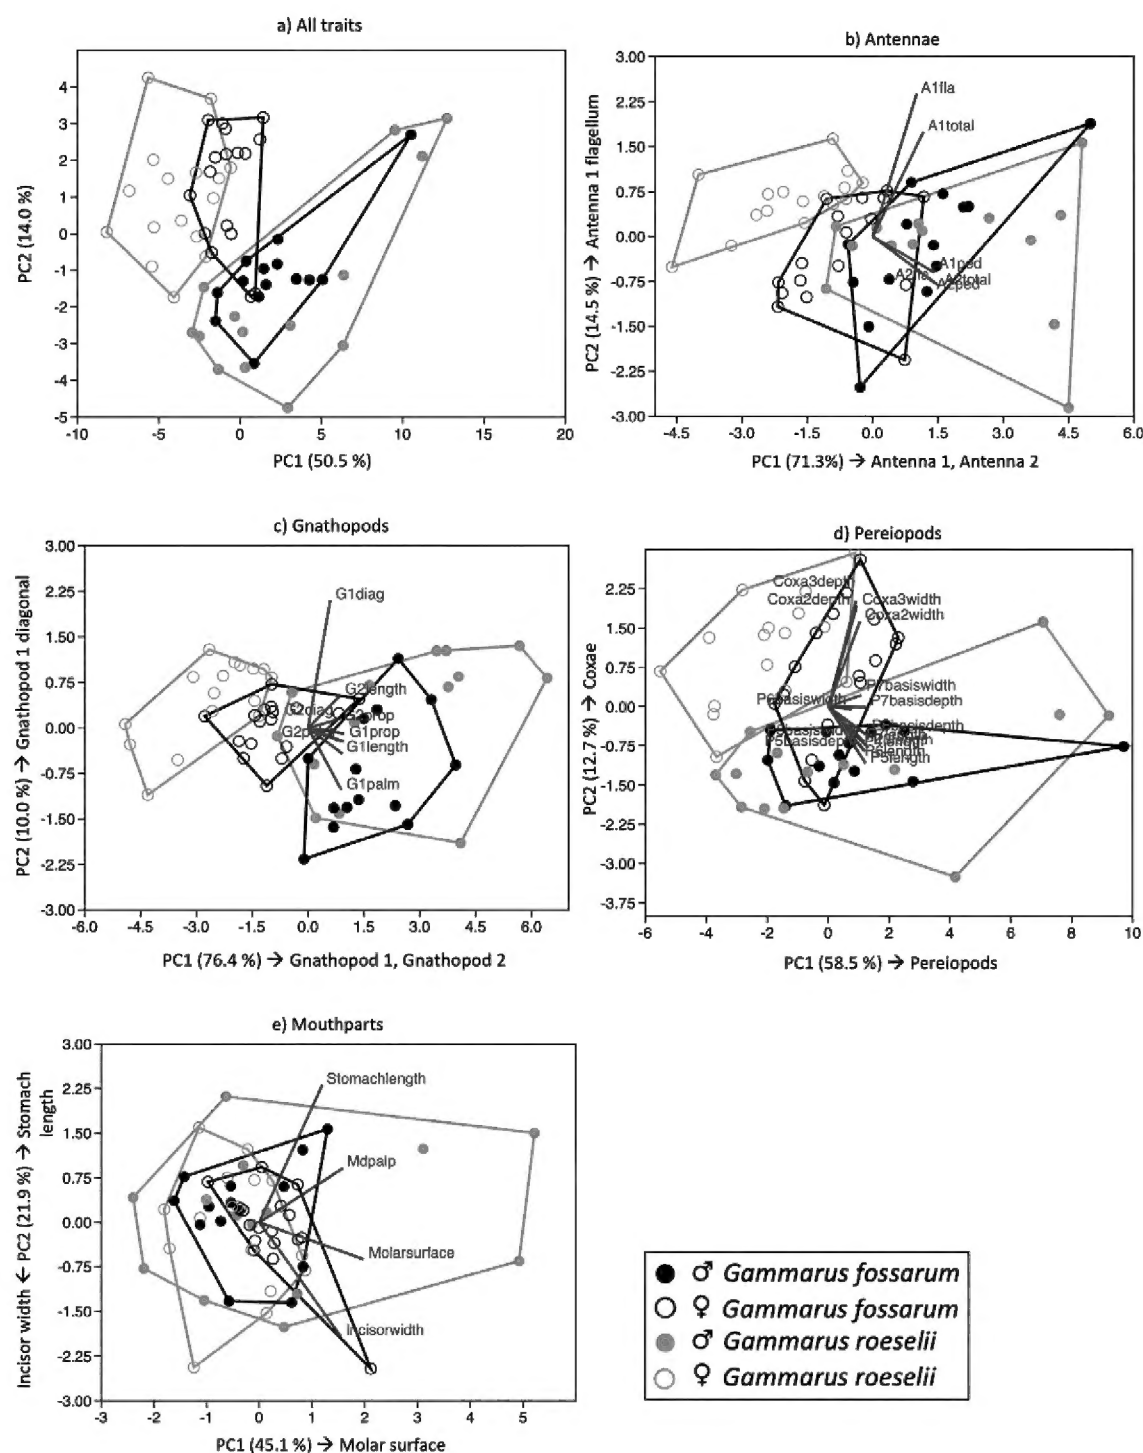 a) All traits
4
3
2
1
0
-1
-2
-3
-4
-5
PC2 (14.0 %)
-10
-5
0
5
10
15
20
PC1 (50.5 %)
b) Antennae
3.00
2.25
1.50
0.75
0.00
-0.75
-1.50
-2.25
-3.00
PC2 (14.5 %) → Antenna 1 flagellum
A1fla
A1total
A1ped
A2total
A2ped
-4.5
-3.0
-1.5
0.0
1.5
3.0
4.5
6.0
PC1 (71.3%) → Antenna 1, Antenna 2
c) Gnathopods
3.00
2.25
1.50
0.75
0.00
-0.75
-1.50
-2.25
-3.00
PC2 (10.0 %) → Gnathopod 1 diagonal
G1diag
G2length
G2diag
G1prop
G1length
G1palm
-6.0
-4.5
-3.0
-1.5
0.0
1.5
3.0
4.5
6.0
PC1 (76.4 %) → Gnathopod 1, Gnathopod 2
d) Pereiopods
2.25
1.50
0.75
0.00
-0.75
-1.50
-2.25
-3.00
-3.75
PC2 (12.7 %) → Coxae
Coxa3depth
Coxa2depth
Coxa3width
Coxa2width
P7basiswidth
P6basiswidth
P7basisdepth
P5length
-6
-4
-2
0
2
4
6
8
10
PC1 (58.5 %) → Pereiopods
e) Mouthparts
3.00
2.25
1.50
0.75
0.00
-0.75
-1.50
-2.25
-3.00
Incisor width ← PC2 (21.9 %) → Stomach
length
Stomachlength
Mdpalp
Molarsurface
Incisorwidth
-3
-2
-1
0
1
2
3
4
5
PC1 (45.1 %) → Molar surface
♂ Gammarus fossarum
♀ Gammarus fossarum
♂ Gammarus roeselii
♀ Gammarus roeselii